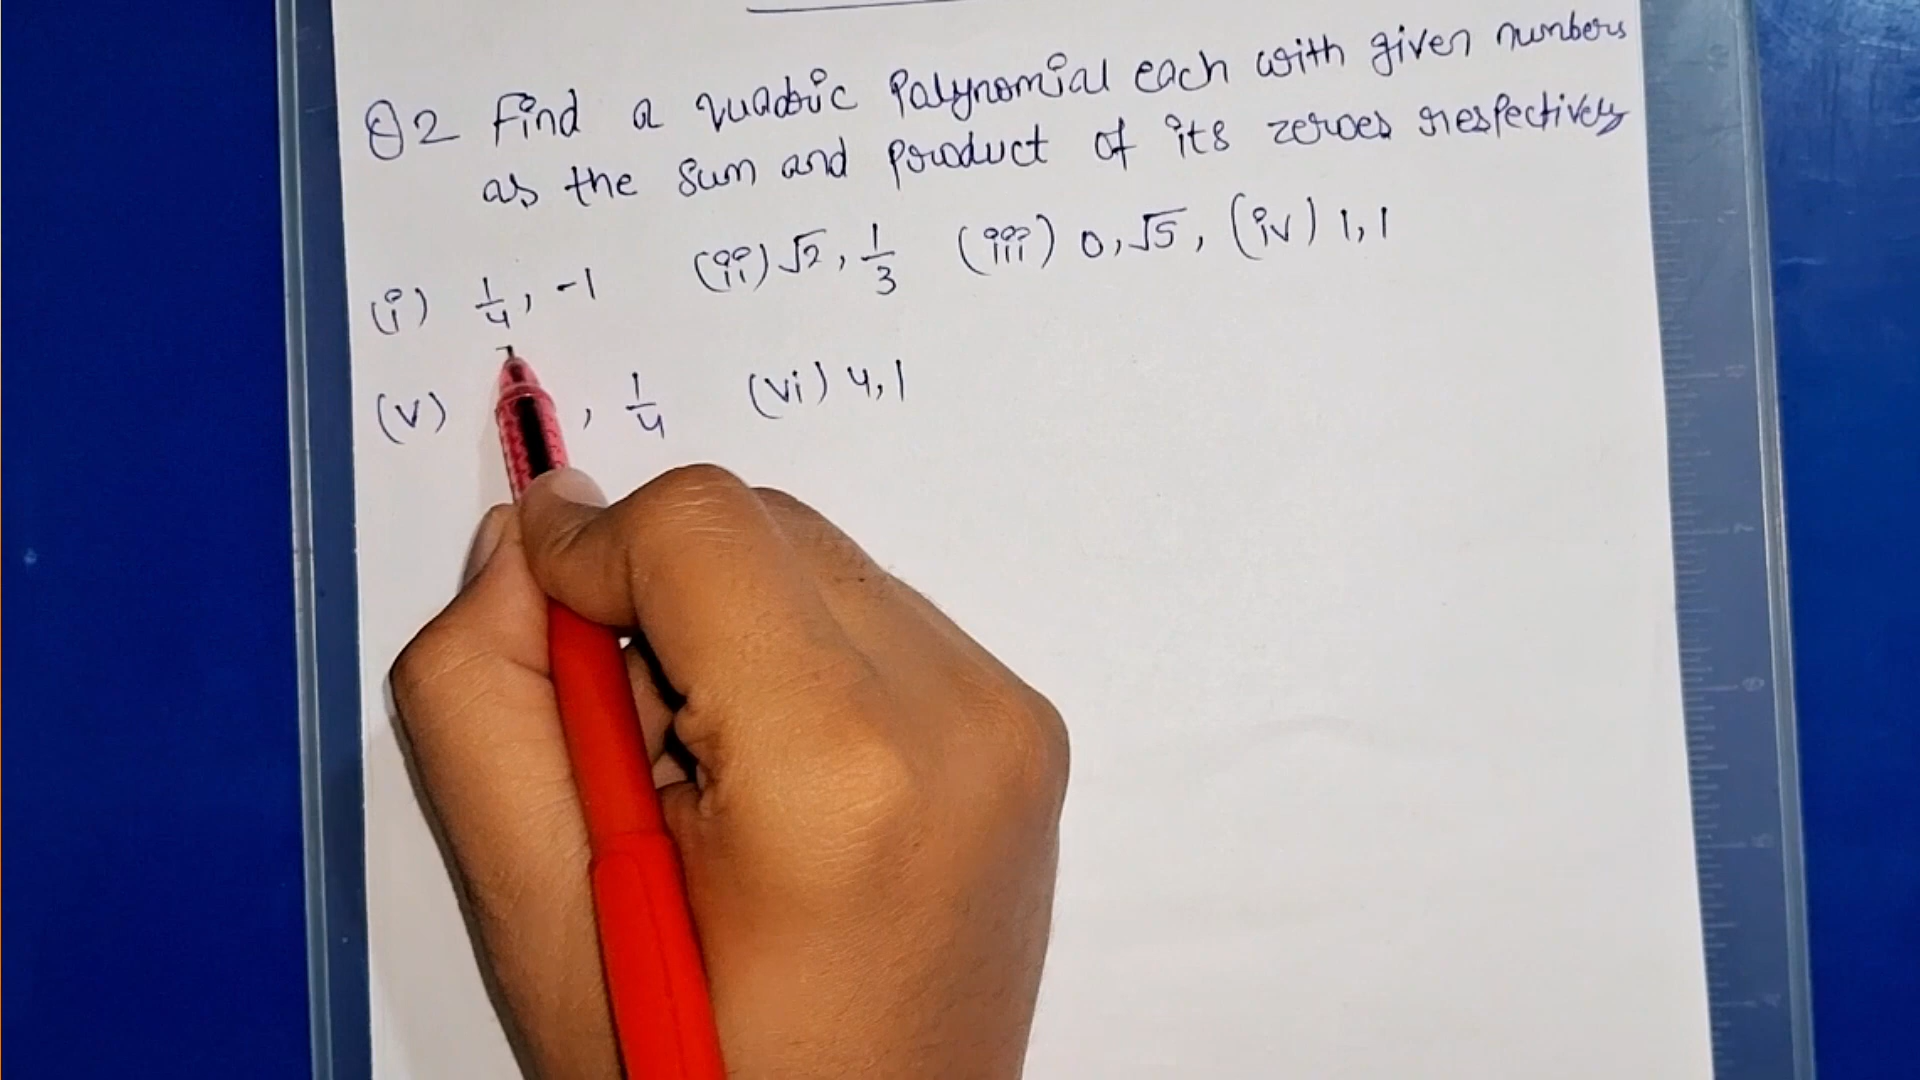 Q2 Find a quadric Polynomial each with given numbers
as the sum and product of its zeroes respectively
(i) 1/4, -1 (ii) √2, 1/3 (iii) 0, √5, (iv) 1, 1
(v) , 1/4 (vi) 4, 1